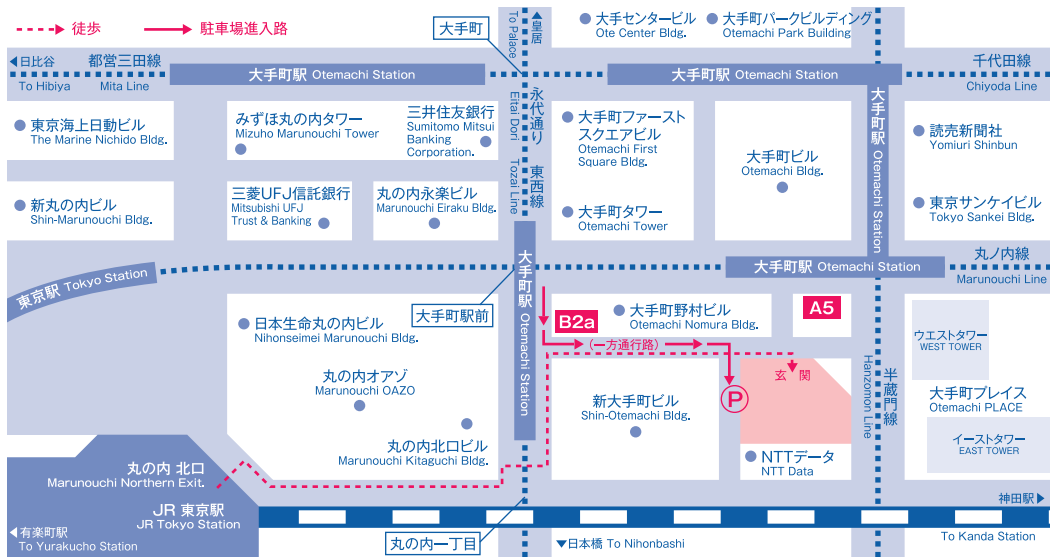 徒歩
駐車場進入路
大手町
To Palace
皇居
大手センタービル
Ote Center Bldg.
大手町パークビルディング
Otemachi Park Building
日比谷
To Hibiya
都営三田線
Mita Line
大手町駅 Otemachi Station
大手町駅 Otemachi Station
千代田線
Chiyoda Line
東京海上日動ビル
The Marine Nichido Bldg.
みずほ丸の内タワー
Mizuho Marunouchi Tower
三井住友銀行
Sumitomo Mitsui
Banking
Corporation.
永代通り
Eitai Dori
大手町ファースト
スクエアビル
Otemachi First
Square Bldg.
大手町ビル
Otemachi Bldg.
大手町駅 Otemachi Station
読売新聞社
Yomiuri Shinbun
新丸の内ビル
Shin-Marunouchi Bldg.
三菱UFJ信託銀行
Mitsubishi UFJ
Trust & Banking
丸の内永楽ビル
Marunouchi Eiraku Bldg.
東西線
Tozai Line
大手町タワー
Otemachi Tower
東京サンケイビル
Tokyo Sankei Bldg.
東京駅 Tokyo Station
大手町駅 Otemachi Station
大手町駅 Otemachi Station
丸ノ内線
Marunouchi Line
大手町駅前
日本生命丸の内ビル
Nihonseimei Marunouchi Bldg.
B2a
大手町野村ビル
Otemachi Nomura Bldg.
A5
(一方通行路)
玄関
P
ウエストタワー
WEST TOWER
丸の内オアゾ
Marunouchi OAZO
新大手町ビル
Shin-Otemachi Bldg.
半蔵門線
Hanzomon Line
大手町プレイス
Otemachi PLACE
イーストタワー
EAST TOWER
丸の内北口ビル
Marunouchi Kitaguchi Bldg.
NTTデータ
NTT Data
丸の内 北口
Marunouchi Northern Exit.
JR 東京駅
JR Tokyo Station
神田駅
To Kanda Station
有楽町駅
To Yurakucho Station
丸の内一丁目
日本橋 To Nihonbashi